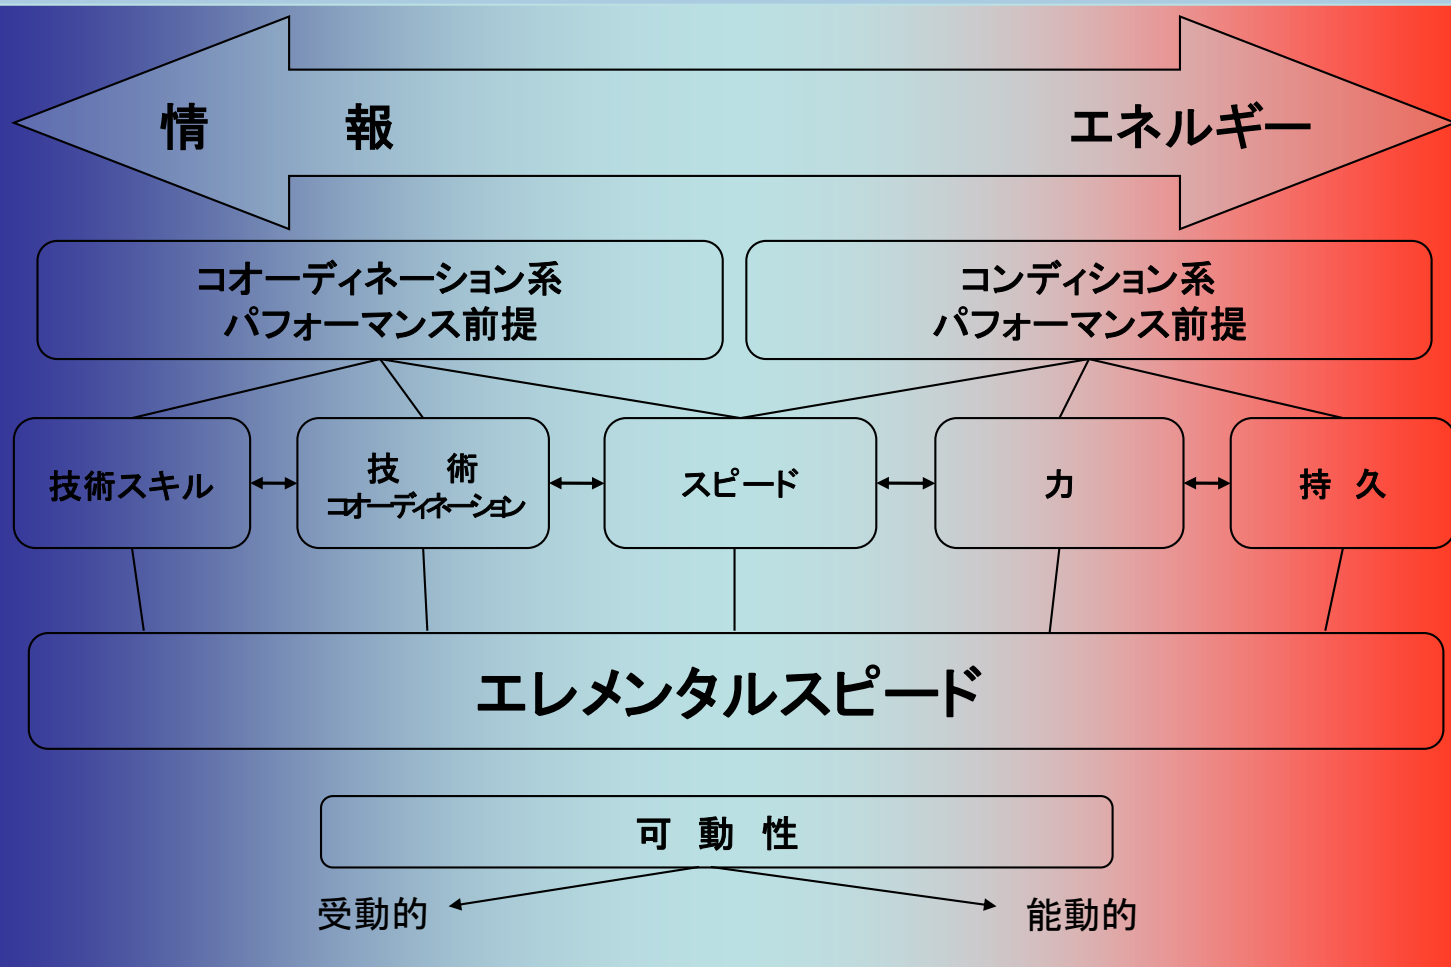 情　報
エネルギー
コオーディネーション系
パフォーマンス前提
コンディション系
パフォーマンス前提
技術スキル
技　術
コオーディネーション
スピード
力
持 久
エレメンタルスピード
可 動 性
受動的
能動的